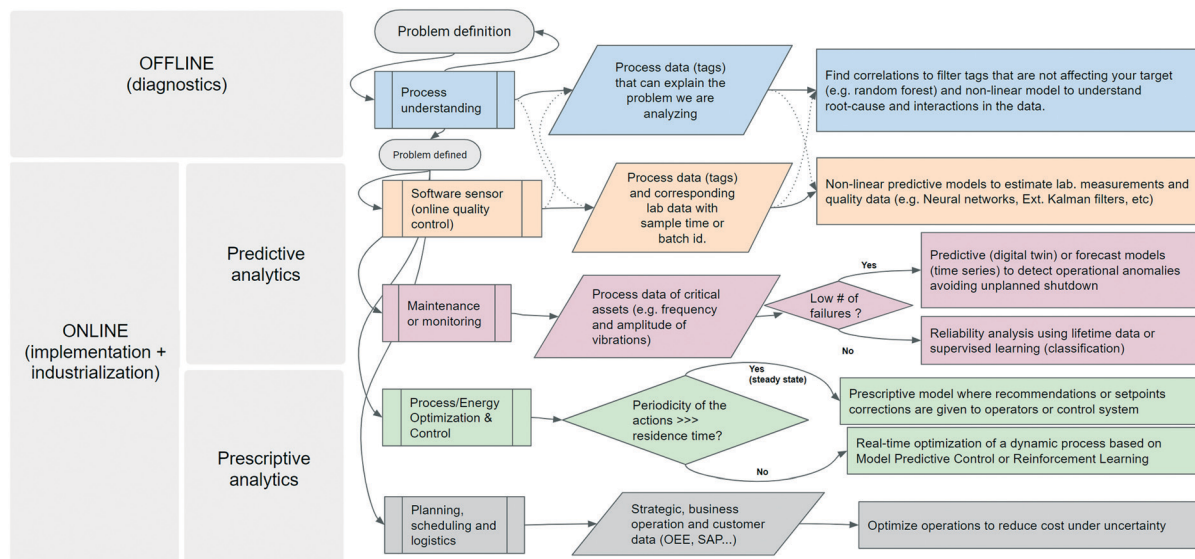 OFFLINE
(diagnostics)
ONLINE
(implementation +
industrialization)
Predictive
analytics
Prescriptive
analytics
Problem definition
Process
understanding
Process data (tags)
that can explain the
problem we are
analyzing
Find correlations to filter tags that are not affecting your
target (e.g. random forest) and non-linear model to understand
root-cause and interactions in the data.
Problem defined
Software sensor
(online quality
control)
Process data (tags)
and corresponding
lab data with
sample time or
batch id.
Non-linear predictive models to estimate lab. measurements and
quality data (e.g. Neural networks, Ext. Kalman filters, etc)
Maintenance
or monitoring
Process data of critical
assets (e.g. frequency
and amplitude of
vibrations)
Low # of
failures ?
Yes
Predictive (digital twin) or forecast models
(time series) to detect operational anomalies
avoiding unplanned shutdown
No
Reliability analysis using lifetime data or
supervised learning (classification)
Process/Energy
Optimization &
Control
Periodicity of the
actions >>>
residence time?
Yes
(steady state)
Prescriptive model where recommendations or setpoints
corrections are given to operators or control system
No
Real-time optimization of a dynamic process based on
Model Predictive Control or Reinforcement Learning
Planning,
scheduling and
logistics
Strategic, business
operation and customer
data (OEE, SAP...)
Optimize operations to reduce cost under uncertainty